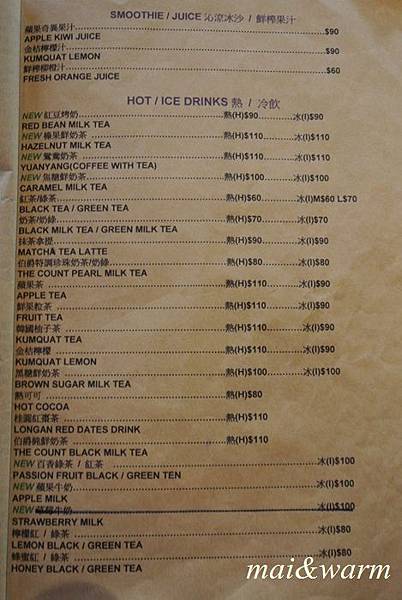 SMOOTHIE / JUICE 沁涼冰沙 / 鮮榨果汁
蘋果奇異果汁 $90
APPLE KIWI JUICE
金桔檸檬汁 $90
KUMQUAT LEMON
鮮榨柳橙汁 $60
FRESH ORANGE JUICE
HOT / ICE DRINKS 熱 / 冷飲
NEW 紅豆烤奶 熱(H)$90 冰(I)$90
RED BEAN MILK TEA
NEW 榛果鮮奶茶 熱(H)$110 冰(I)$110
HAZELNUT MILK TEA
NEW 鴛鴦奶茶 熱(H)$110 冰(I)$110
YUANYANG(COFFEE WITH TEA)
NEW 焦糖鮮奶茶 熱(H)$100 冰(I)$100
CARAMEL MILK TEA
紅茶/綠茶 熱(H)$60 冰(I)M$60 L$70
BLACK TEA / GREEN TEA
奶茶/奶綠 熱(H)$70 冰(I)$70
BLACK MILK TEA / GREEN MILK TEA
抹茶拿提 熱(H)$90 冰(I)$90
MATCHA TEA LATTE
伯爵特調珍珠奶茶/奶綠 熱(H)$80 冰(I)$80
THE COUNT PEARL MILK TEA
蘋果茶 熱(H)$110 冰(I)$90
APPLE TEA
鮮果粒茶 熱(H)$110 冰(I)$90
FRUIT TEA
韓國柚子茶 熱(H)$110 冰(I)$90
KUMQUAT TEA
金桔檸檬 熱(H)$110 冰(I)$90
KUMQUAT LEMON
黑糖鮮奶茶 熱(H)$100 冰(I)$100
BROWN SUGAR MILK TEA
熱可可 熱(H)$80
HOT COCOA
桂圓紅棗茶 熱(H)$110
LONGAN RED DATES DRINK
伯爵純鮮奶茶 熱(H)$110
THE COUNT BLACK MILK TEA
NEW 百香綠茶 / 紅茶 冰(I)$100
PASSION FRUIT BLACK / GREEN TEN
NEW 蘋果牛奶 冰(I)$100
APPLE MILK
NEW 草莓牛奶 冰(I)$100
STRAWBERRY MILK
檸檬紅 / 綠茶 冰(I)$80
LEMON BLACK / GREEN TEA
蜂蜜紅 / 綠茶 冰(I)$80
HONEY BLACK / GREEN TEA
mai&warm